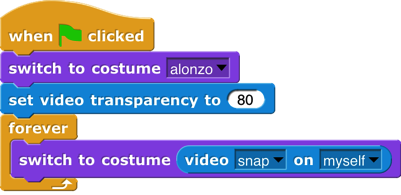 when clicked
switch to costume alonzo
set video transparency to 80
forever
switch to costume video snap on myself